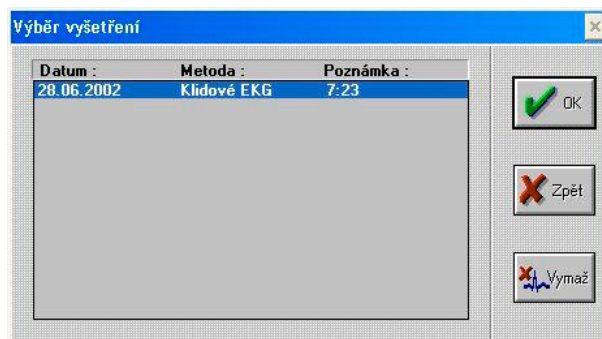 Výběr vyšetření
Datum : Metoda : Poznámka :
28.06.2002 Klidové EKG 7:23
OK
Zpět
Vymaž